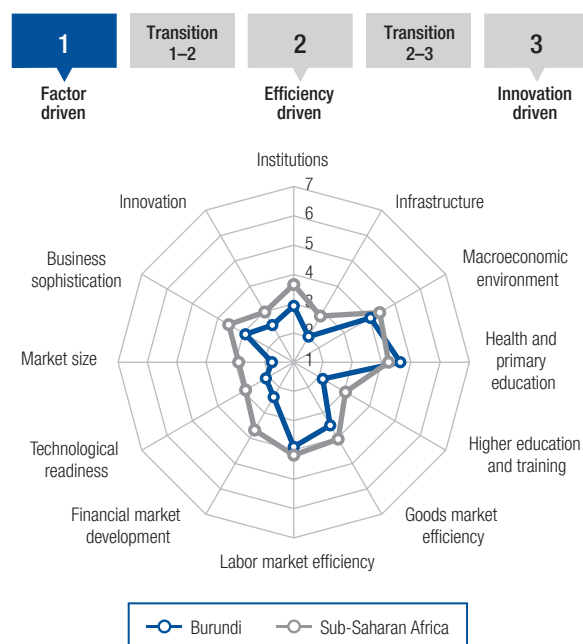 1
Transition
1–2
2
Transition
2–3
3
Factor
driven
Efficiency
driven
Innovation
driven
Institutions
7
6
5
4
3
2
1
Infrastructure
Macroeconomic
environment
Health and
primary
education
Higher education
and training
Goods market
efficiency
Labor market efficiency
Financial market
development
Technological
readiness
Market size
Business
sophistication
Innovation
Burundi
Sub-Saharan Africa